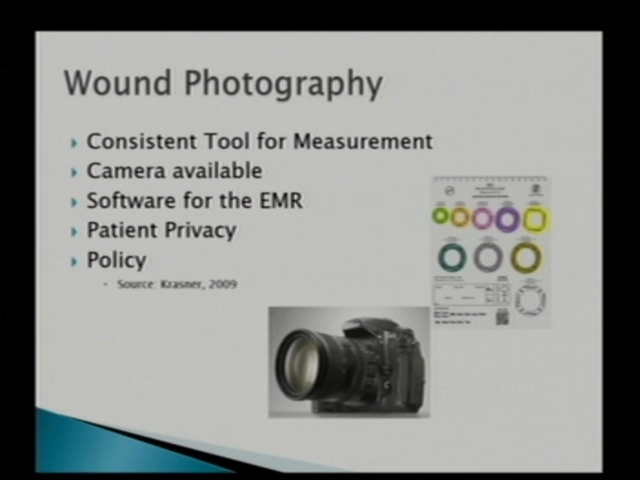 Wound Photography
Consistent Tool for Measurement
Camera available
Software for the EMR
Patient Privacy
Policy
Source: Krasner, 2009